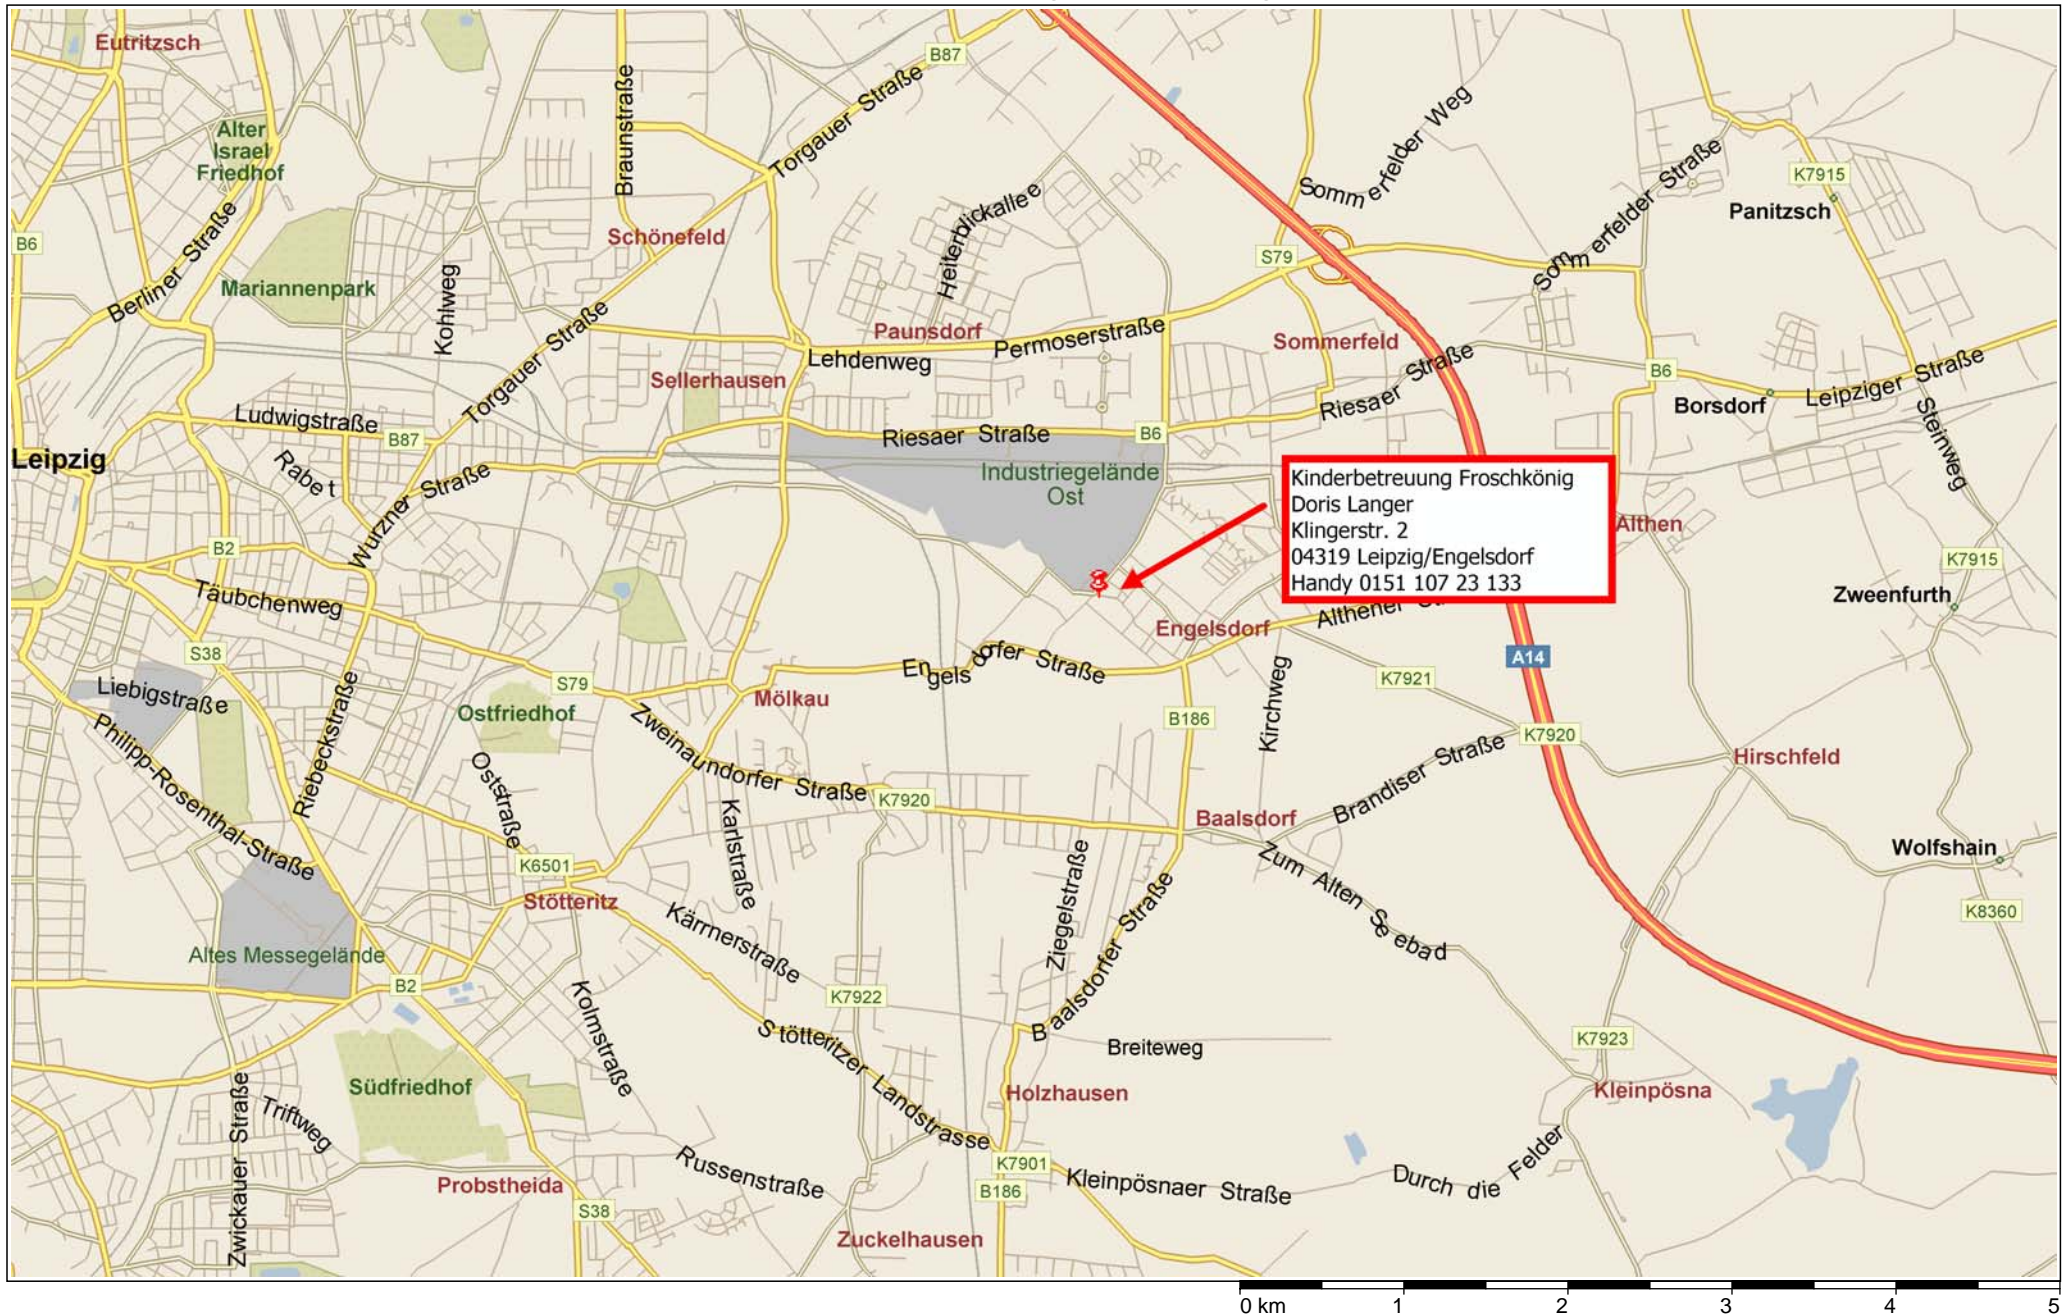 Eutritzsch
B87
Braunstraße
Torgauer Straße
Sommerfelder Weg
Alter
Israel
Friedhof
Sommerfelder Straße
K7915
Panitzsch
B6
Berliner Straße
Schönefeld
Heiterblickallee
S79
Mariannenpark
Kohlweg
Torgauer Straße
Paunsdorf
Permoserstraße
Lehdenweg
Sommerfeld
Riesaer Straße
B6
Leipziger Straße
Sellerhausen
Borsdorf
Steinweg
Ludwigstraße
B87
Riesaer Straße
B6
Leipzig
Rabet
Wurzner Straße
Industriegelände
Ost
Kinderbetreuung Froschkönig
Doris Langer
Klingerstr. 2
04319 Leipzig/Engelsdorf
Handy 0151 107 23 133
Althen
K7915
B2
Täubchenweg
Zweenfurth
Althener
Engelsdorf
S38
Engelsdorfer Straße
A14
K7921
Liebigstraße
S79
Mölkau
Kirchweg
Ostfriedhof
Philipp-Rosenthal-Straße
Riebeckstraße
Zweinaundorfer Straße
B186
K7920
Brandiser Straße
Hirschfeld
Oststraße
Karlstraße
K7920
Baalsdorf
Wolfshain
K6501
Stötteritz
Zum Alten Seebad
Ziegelstraße
Baalsdorfer Straße
K8360
Kärrnerstraße
Altes Messegelände
B2
K7922
Kolmstraße
Stötteritzer Landstrasse
Breiteweg
K7923
Südfriedhof
Holzhausen
Kleinpösna
Zwickauer Straße
Triftweg
Russenstraße
K7901
Kleinpösnaer Straße
Durch die Felder
Probstheida
B186
S38
Zuckelhausen
0 km 1 2 3 4 5